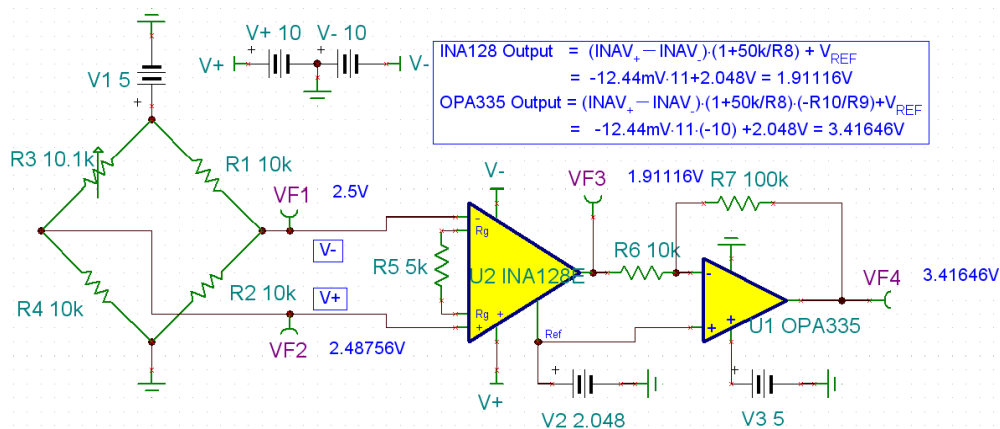 V+ 10 V- 10
V+ V-
V1 5
INA128 Output = (INAV+ – INAV-)·(1+50k/R8) + VREF
= -12.44mV·11+2.048V = 1.91116V
OPA335 Output = (INAV+ – INAV-)·(1+50k/R8)·(-R10/R9)+VREF
= -12.44mV·11·(-10) +2.048V = 3.41646V
R3 10.1k
R1 10k
VF1
2.5V
V-
R4 10k
R2 10k
V+
VF2
2.48756V
V-
-
Rg
R5 5k
U2 INA128E
Rg +
+
Ref
V+
V2 2.048
VF3
1.91116V
R7 100k
R6 10k
-
+ +
U1 OPA335
VF4
3.41646V
V3 5
+
+
+
+
+